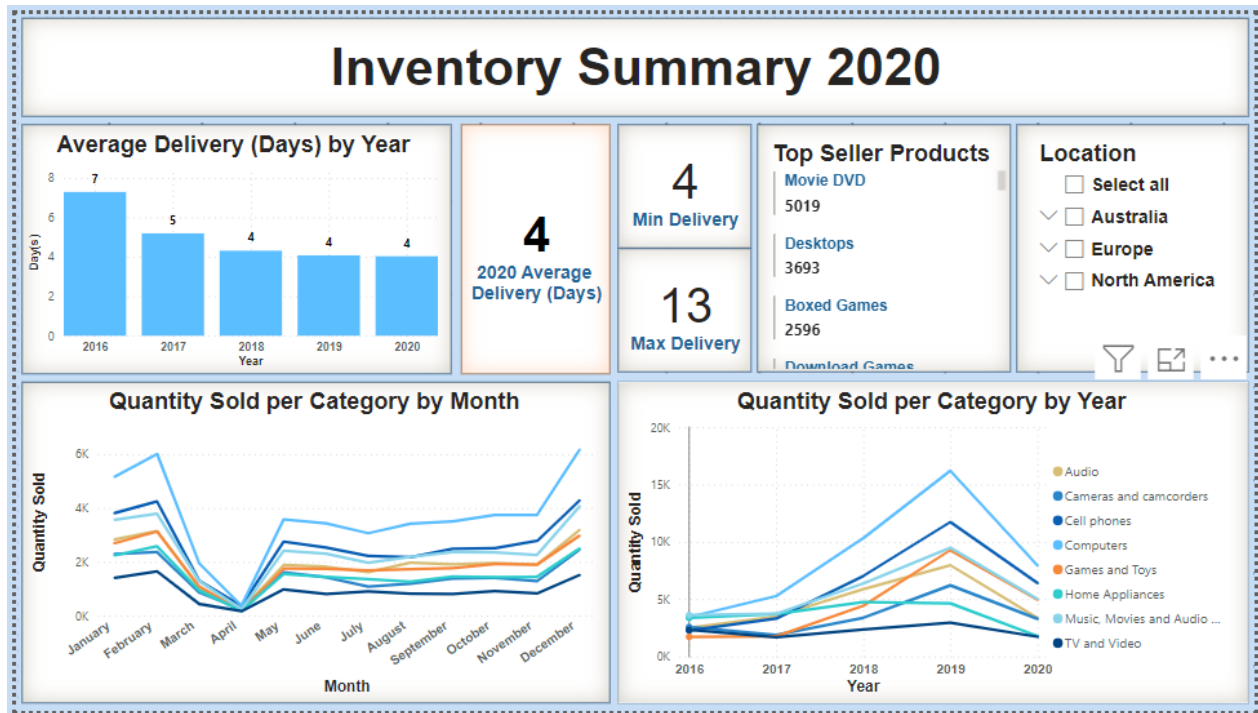 Inventory Summary 2020
Average Delivery (Days) by Year
Day(s)
8
6
4
2
0
7
5
4
4
4
2016
2017
2018
2019
2020
Year
4
2020 Average
Delivery (Days)
4
Min Delivery
13
Max Delivery
Top Seller Products
Movie DVD
5019
Desktops
3693
Boxed Games
2596
Download Games
Location
Select all
Australia
Europe
North America
Quantity Sold per Category by Month
Quantity Sold
6K
4K
2K
0K
January
February
March
April
May
June
July
August
September
October
November
December
Month
Quantity Sold per Category by Year
Quantity Sold
20K
15K
10K
5K
0K
2016
2017
2018
2019
2020
Year
Audio
Cameras and camcorders
Cell phones
Computers
Games and Toys
Home Appliances
Music, Movies and Audio ...
TV and Video